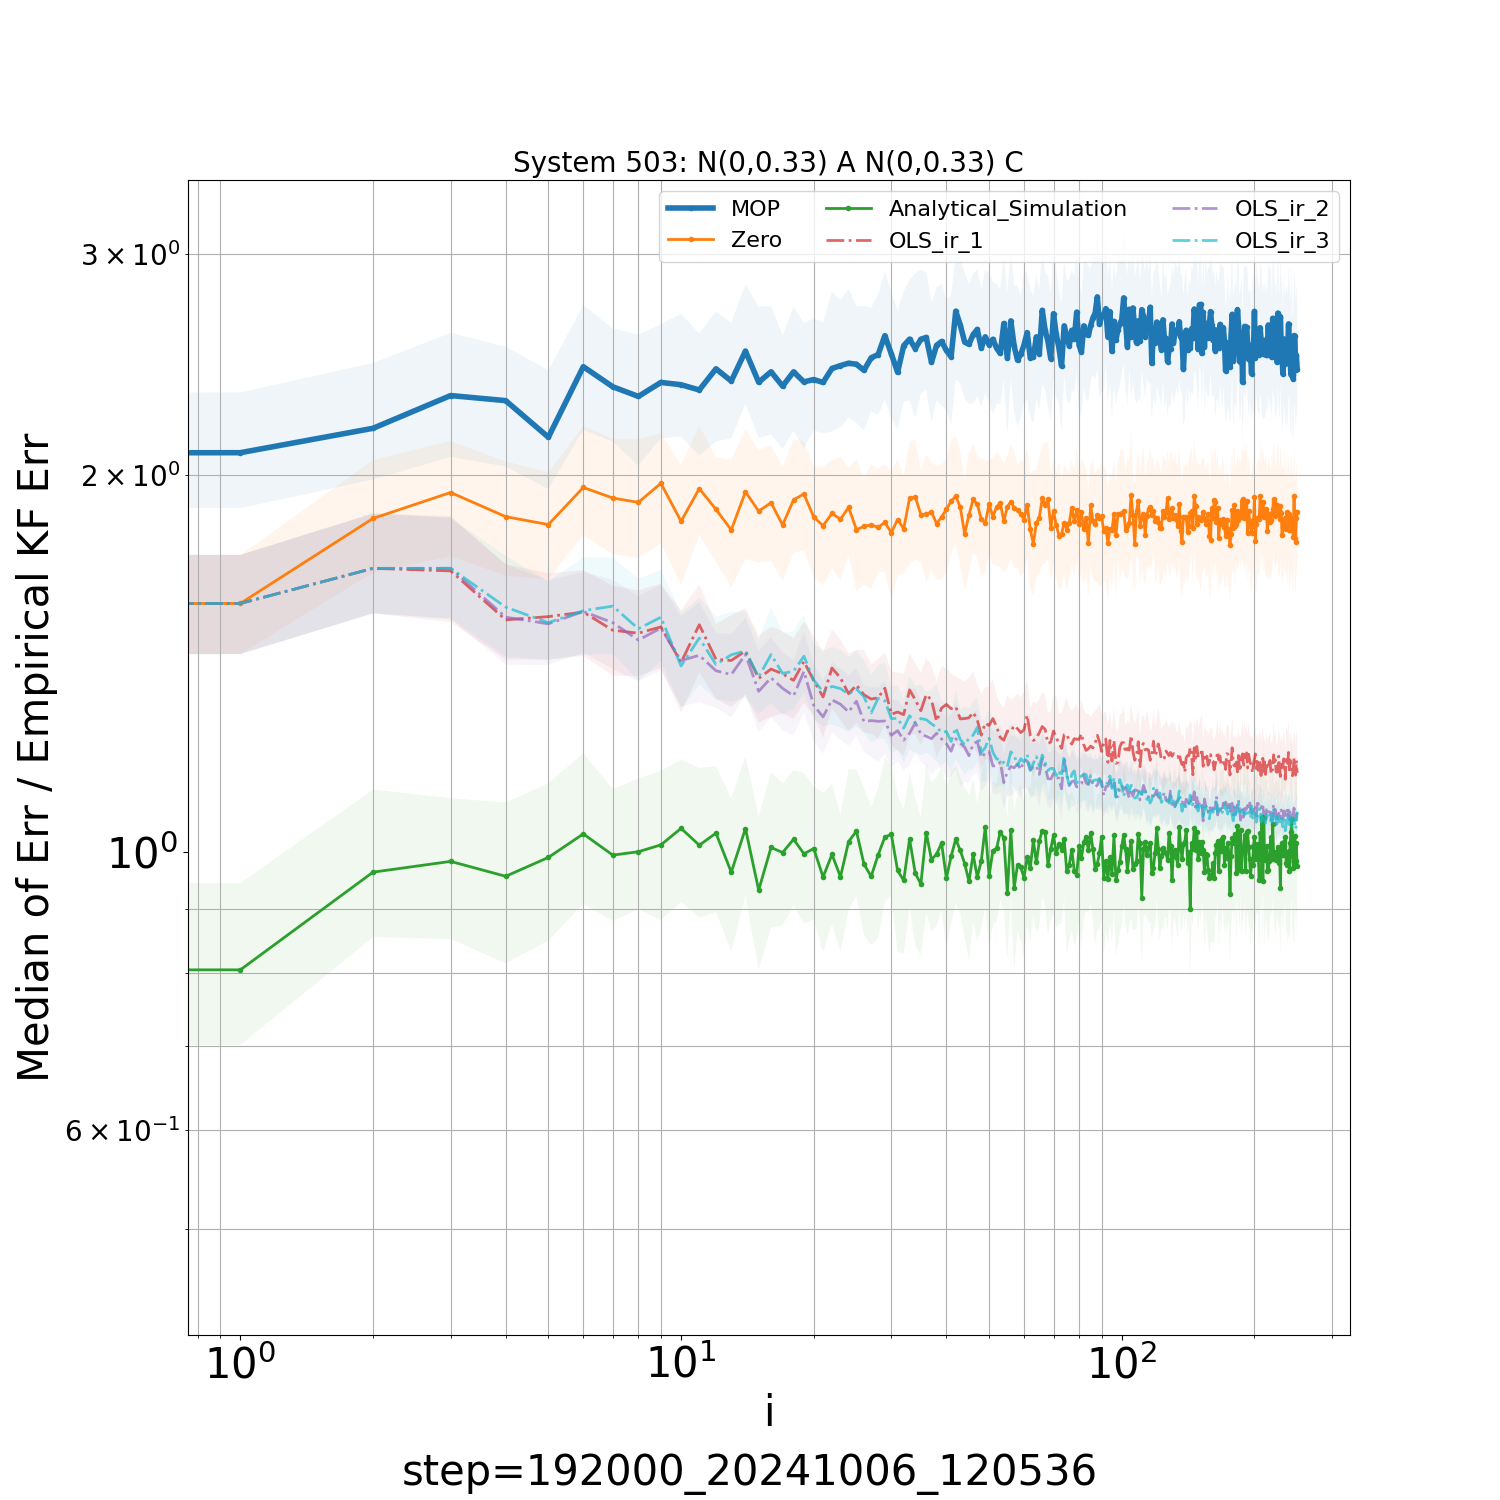 System 503: N(0,0.33) A N(0,0.33) C
MOP
Zero
Analytical_Simulation
OLS_ir_1
OLS_ir_2
OLS_ir_3
Median of Err / Empirical KF Err
3 × 10⁰
2 × 10⁰
10⁰
6 × 10⁻¹
10⁰ 10¹ 10²
i
step=192000_20241006_120536